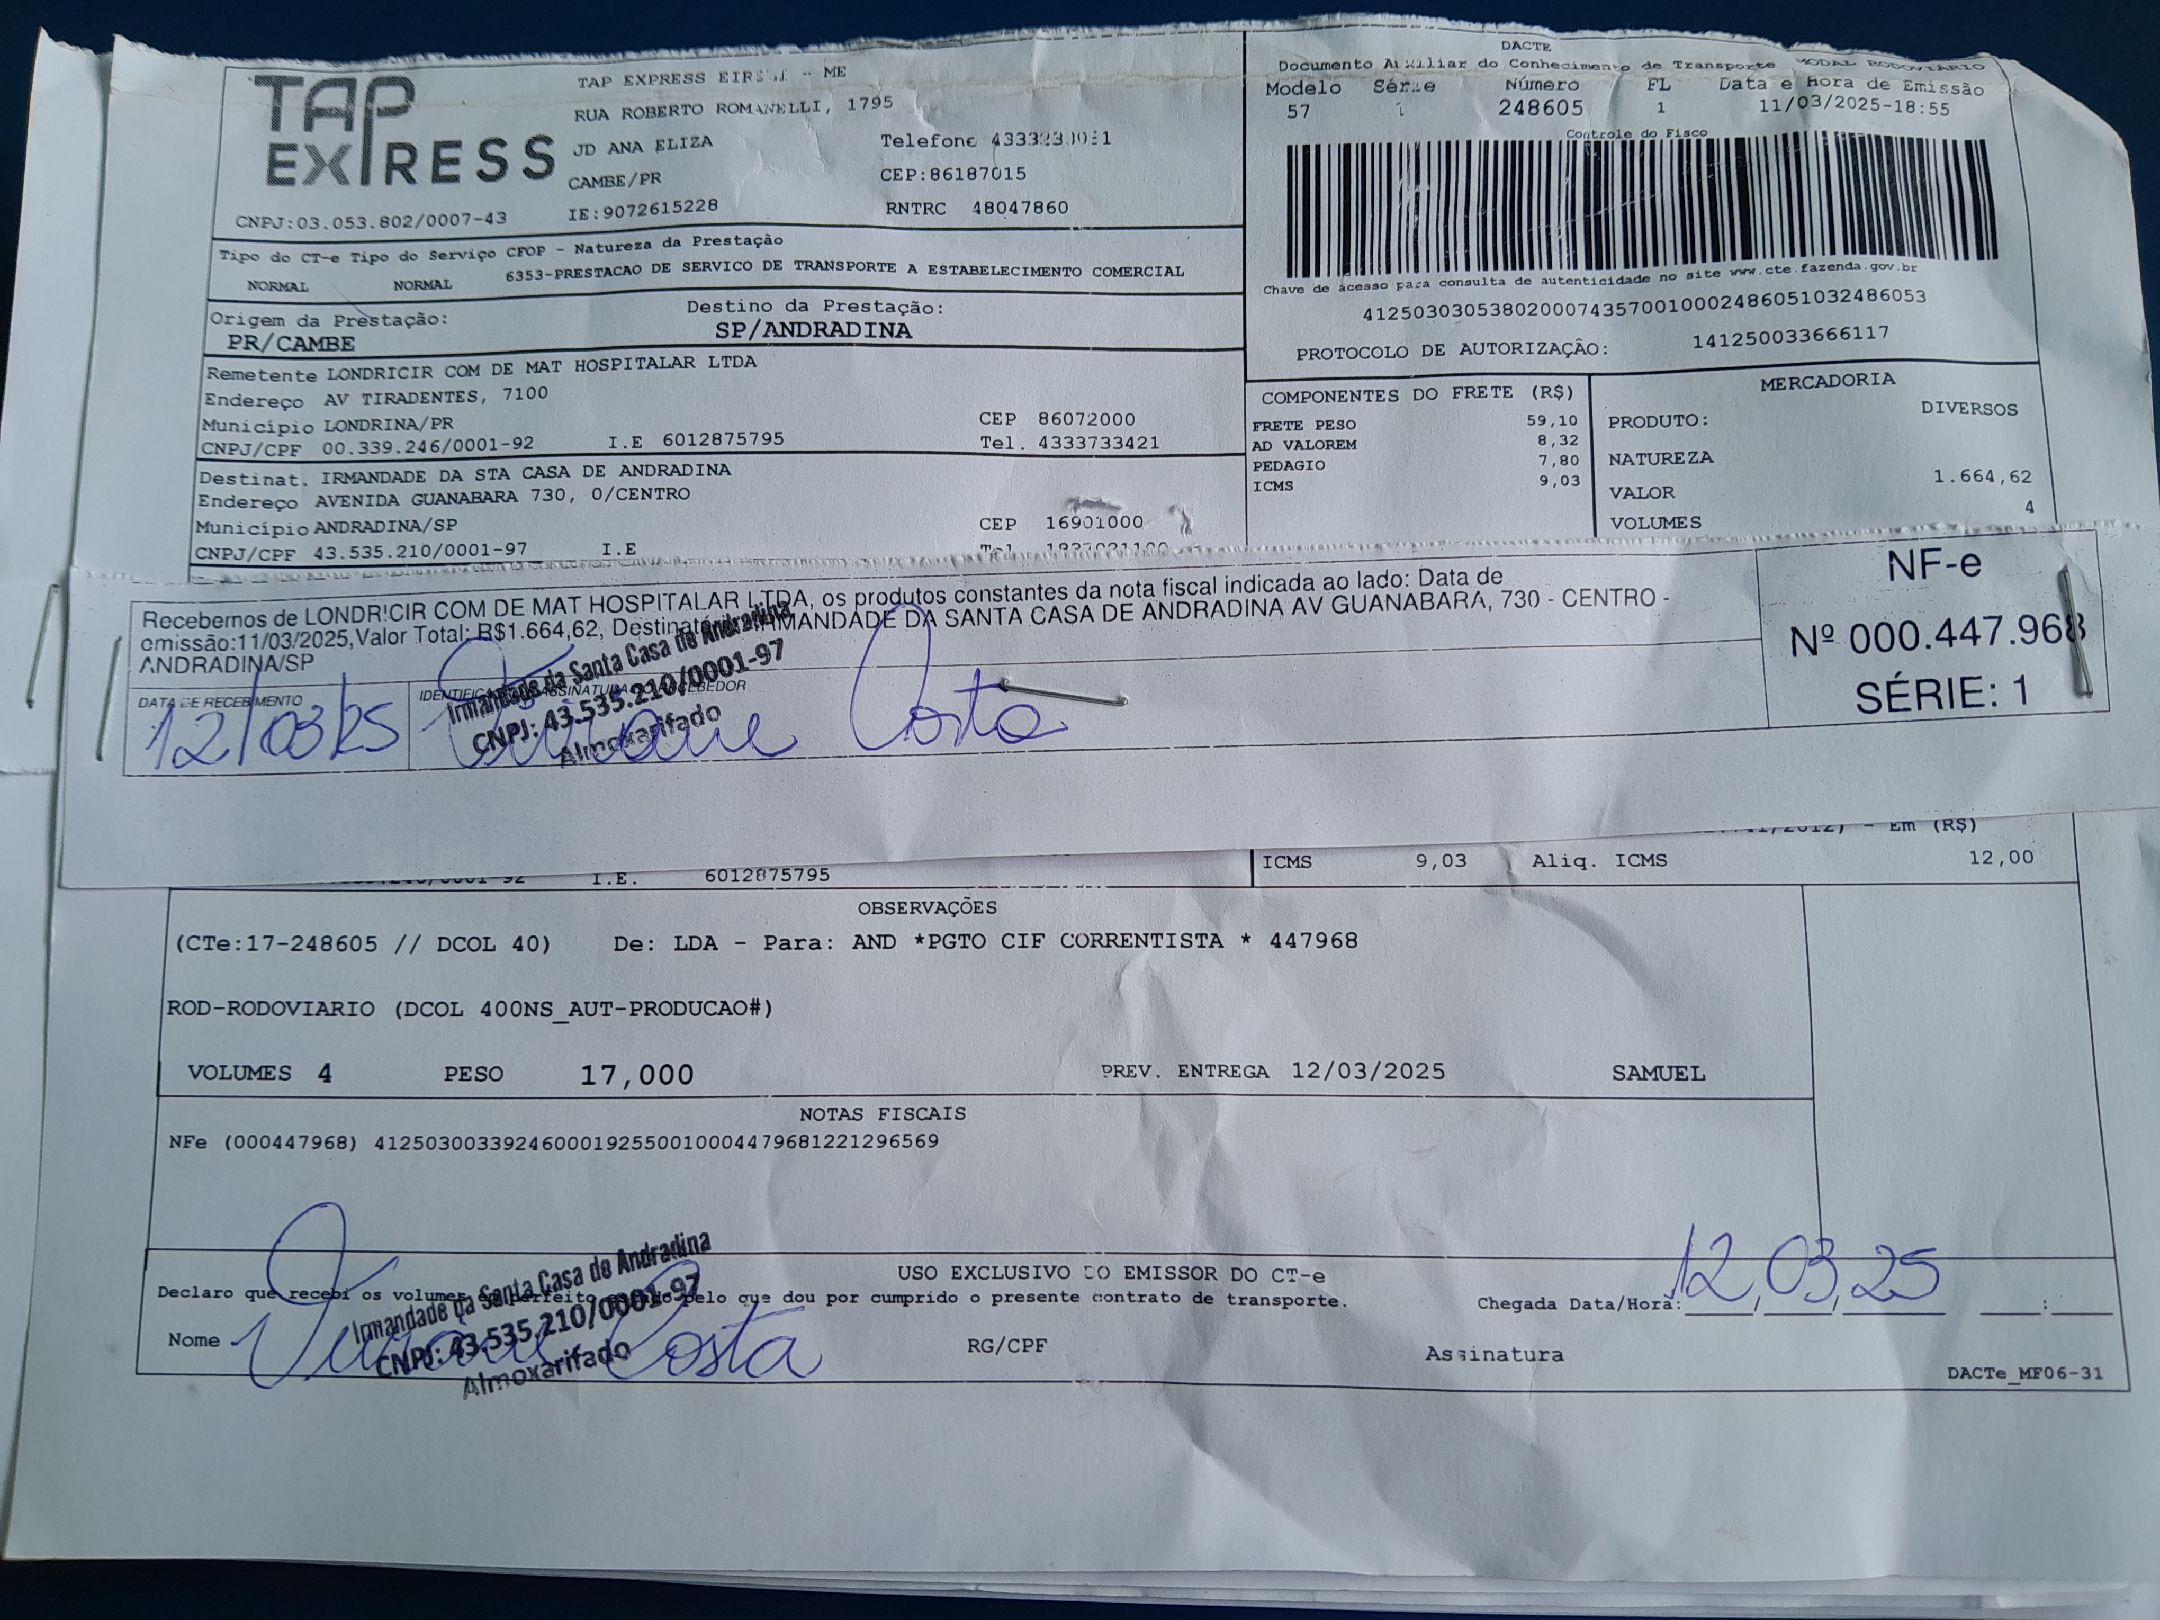 TAP
EXPRESS
TAP EXPRESS - ME
RUA ROBERTO ROMANELLI, 1795
JD ANA ELIZA
Telefone
CAMBE/PR
CEP:86187015
CNPJ:03.053.802/0007-43
IE:9072615228
RNTRC 48047860
DACTE
Documento Auxiliar do Conhecimento de Transporte MODAL RODOVIARIO
Modelo Série Número FL Data e Hora de Emissão
57 1 248605 1 11/03/2025-18:55
Controle do Fisco
Chave de acesso para consulta de autenticidade no site www.cte.fazenda.gov.br
41250303053802000743570010002486051032486053
PROTOCOLO DE AUTORIZAÇÃO: 141250033666117
Tipo do CT-e Tipo do Serviço CFOP - Natureza da Prestação
NORMAL NORMAL 6353-PRESTACAO DE SERVICO DE TRANSPORTE A ESTABELECIMENTO COMERCIAL
Origem da Prestação: Destino da Prestação:
PR/CAMBE SP/ANDRADINA
Remetente LONDRICIR COM DE MAT HOSPITALAR LTDA
Endereço AV TIRADENTES, 7100
Município LONDRINA/PR CEP 86072000
CNPJ/CPF 00.339.246/0001-92 I.E 6012875795 Tel. 4333733421
Destinat. IRMANDADE DA STA CASA DE ANDRADINA
Endereço AVENIDA GUANABARA 730, 0/CENTRO
Município ANDRADINA/SP CEP 16901000
CNPJ/CPF 43.535.210/0001-97 I.E
COMPONENTES DO FRETE (R$)
FRETE PESO 59,10
AD VALOREM 8,32
PEDAGIO 7,80
ICMS 9,03
MERCADORIA
PRODUTO: DIVERSOS
NATUREZA
VALOR 1.664,62
VOLUMES 4
Recebemos de LONDRICIR COM DE MAT HOSPITALAR LTDA, os produtos constantes da nota fiscal indicada ao lado: Data de
emissão:11/03/2025,Valor Total: R$1.664,62, Destinatário: IRMANDADE DA SANTA CASA DE ANDRADINA AV GUANABARA, 730 - CENTRO -
ANDRADINA/SP
DATA DE RECEBIMENTO
12/03/25
IDENTIFICAÇÃO E ASSINATURA DO RECEBEDOR
Irmandade da Santa Casa de Andradina
CNPJ: 43.535.210/0001-97
Almoxarifado
Costa
NF-e
Nº 000.447.968
SÉRIE: 1
Em (R$)
I.E. 6012875795
ICMS 9,03 Aliq. ICMS 12,00
OBSERVAÇÕES
(CTe:17-248605 // DCOL 40) De: LDA - Para: AND *PGTO CIF CORRENTISTA * 447968
ROD-RODOVIARIO (DCOL 400NS_AUT-PRODUCAO#)
VOLUMES 4 PESO 17,000 PREV. ENTREGA 12/03/2025 SAMUEL
NOTAS FISCAIS
NFe (000447968) 41250300339246000192550010004479681221296569
USO EXCLUSIVO DO EMISSOR DO CT-e
Declaro que recebi os volumes em perfeito estado pelo que dou por cumprido o presente contrato de transporte.
Chegada Data/Hora: 12/03/25
Nome Costa
RG/CPF
Assinatura
Irmandade da Santa Casa de Andradina
CNPJ: 43.535.210/0001-97
Almoxarifado
DACTe_MF06-31